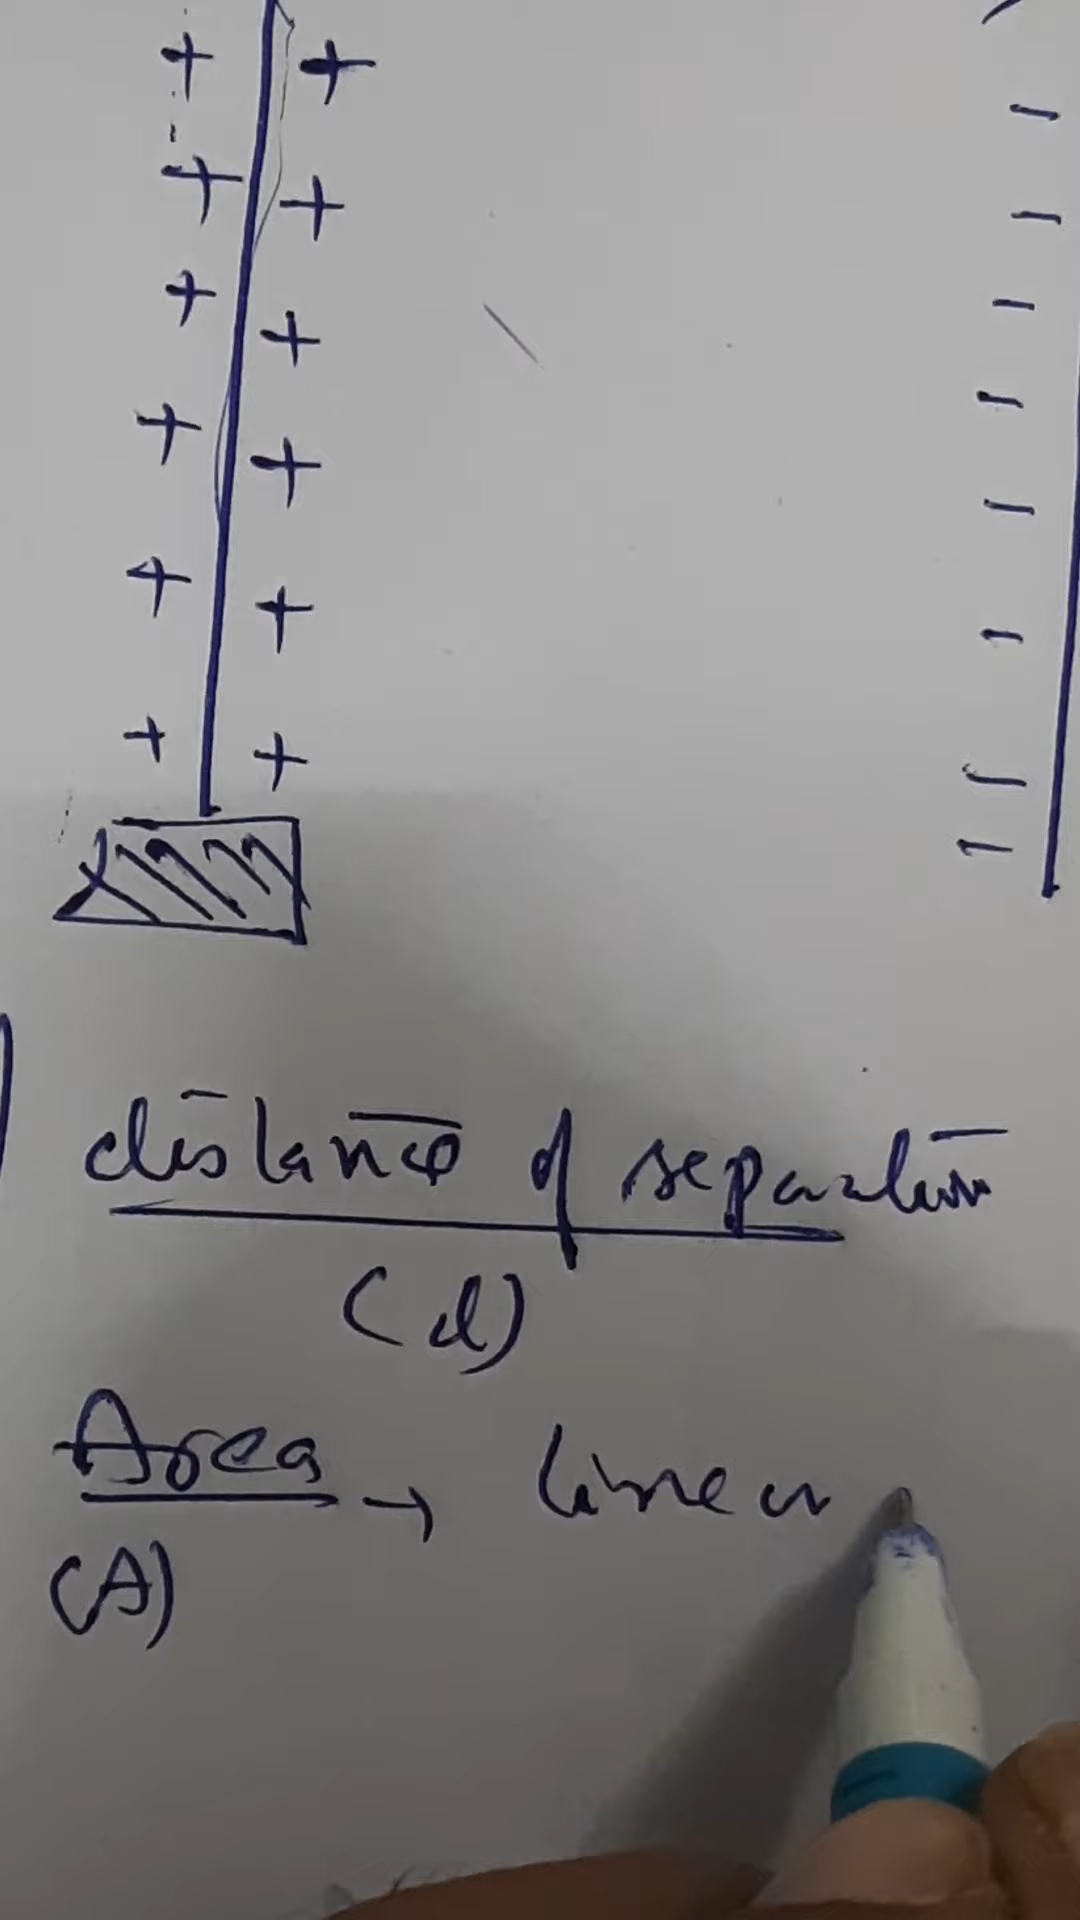 + +
+ +
+ +
+ +
+ +
+ +
distance of separation
(d)
Area → linear
(A)